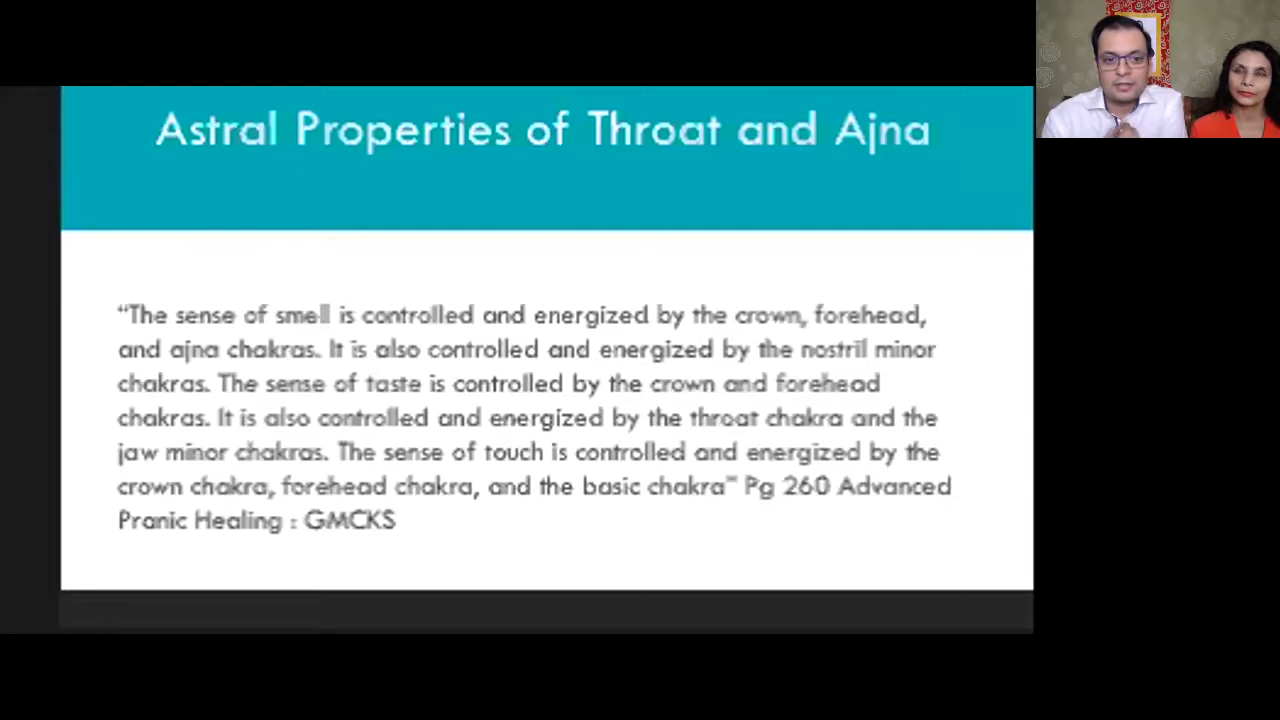 Astral Properties of Throat and Ajna
“The sense of smell is controlled and energized by the crown, forehead,
and ajna chakras. It is also controlled and energized by the nostril minor
chakras. The sense of taste is controlled by the crown and forehead
chakras. It is also controlled and energized by the throat chakra and the
jaw minor chakras. The sense of touch is controlled and energized by the
crown chakra, forehead chakra, and the basic chakra” Pg 260 Advanced
Pranic Healing : GMCKS